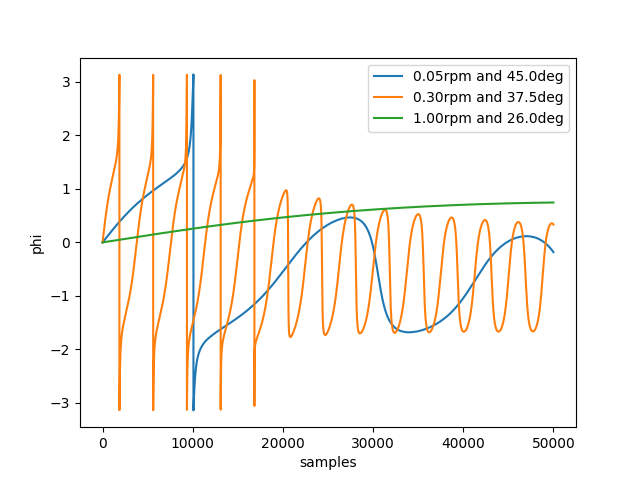 0.05rpm and 45.0deg
0.30rpm and 37.5deg
1.00rpm and 26.0deg
3
2
1
0
−1
−2
−3
phi
0 10000 20000 30000 40000 50000
samples